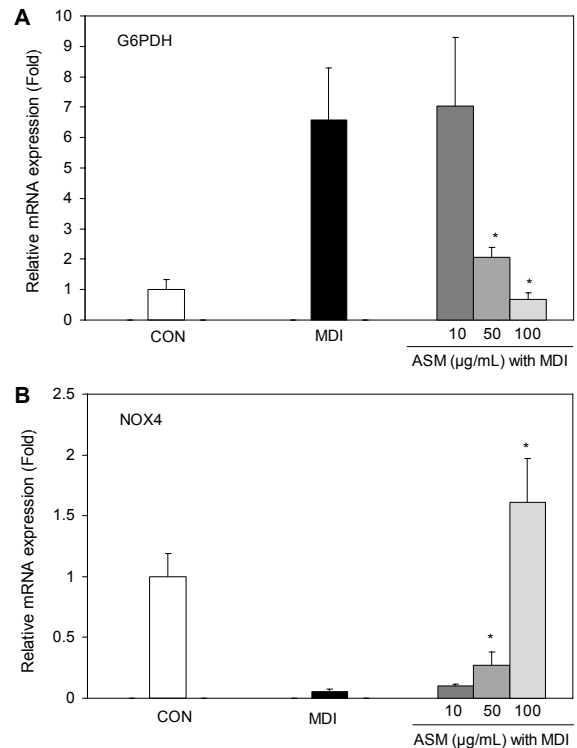 A
G6PDH
Relative mRNA expression (Fold)
10
9
8
7
6
5
4
3
2
1
0
*
*
CON
MDI
10 50 100
ASM (µg/mL) with MDI
B
NOX4
Relative mRNA expression (Fold)
2.5
2
1.5
1
0.5
0
*
*
CON
MDI
10 50 100
ASM (µg/mL) with MDI